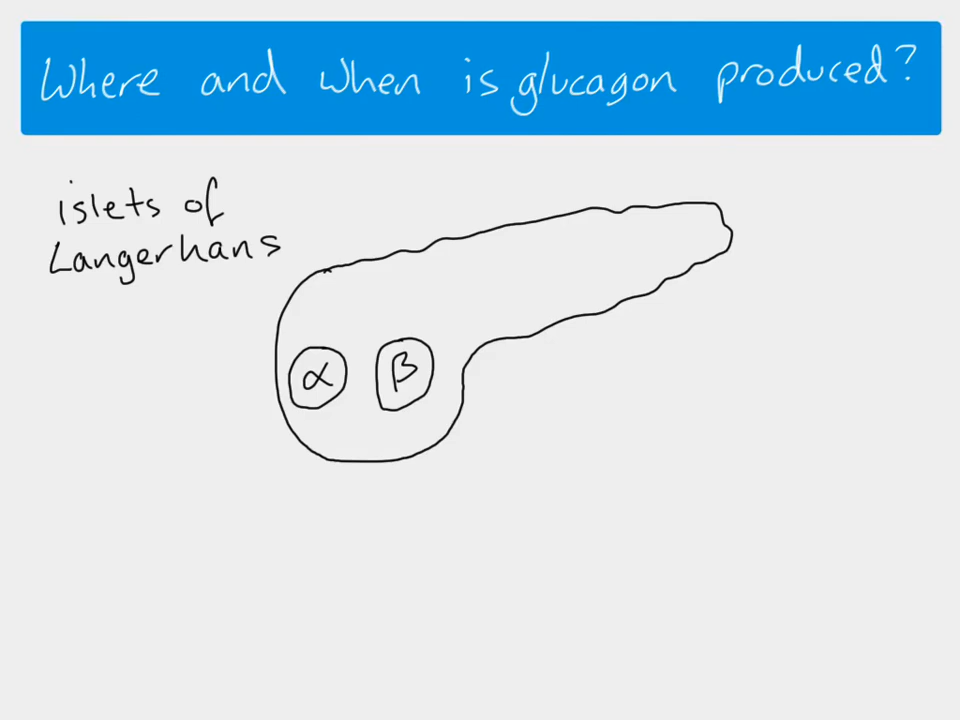 Where and when is glucagon produced?
islets of
Langerhans
α β